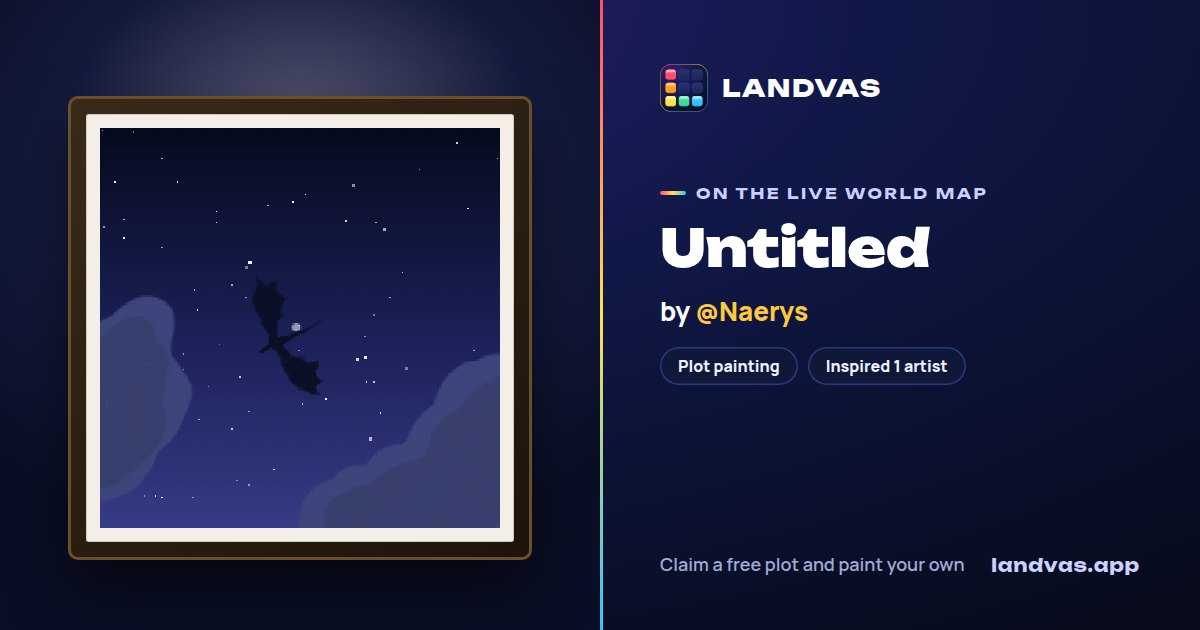 LANDVAS
ON THE LIVE WORLD MAP
Untitled
by @Naerys
Plot painting
Inspired 1 artist
Claim a free plot and paint your own
landvas.app